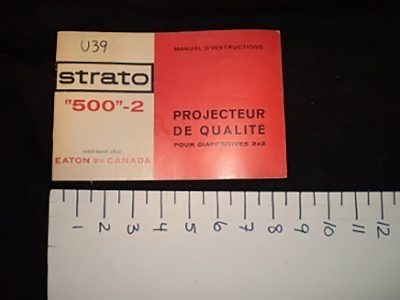 U39
strato
"500"-2
seulement chez
EATON DU CANADA
MANUEL D'INSTRUCTIONS
PROJECTEUR
DE QUALITÉ
POUR DIAPOSITIVES 2x2
1 2 3 4 5 6 7 8 9 10 11 12